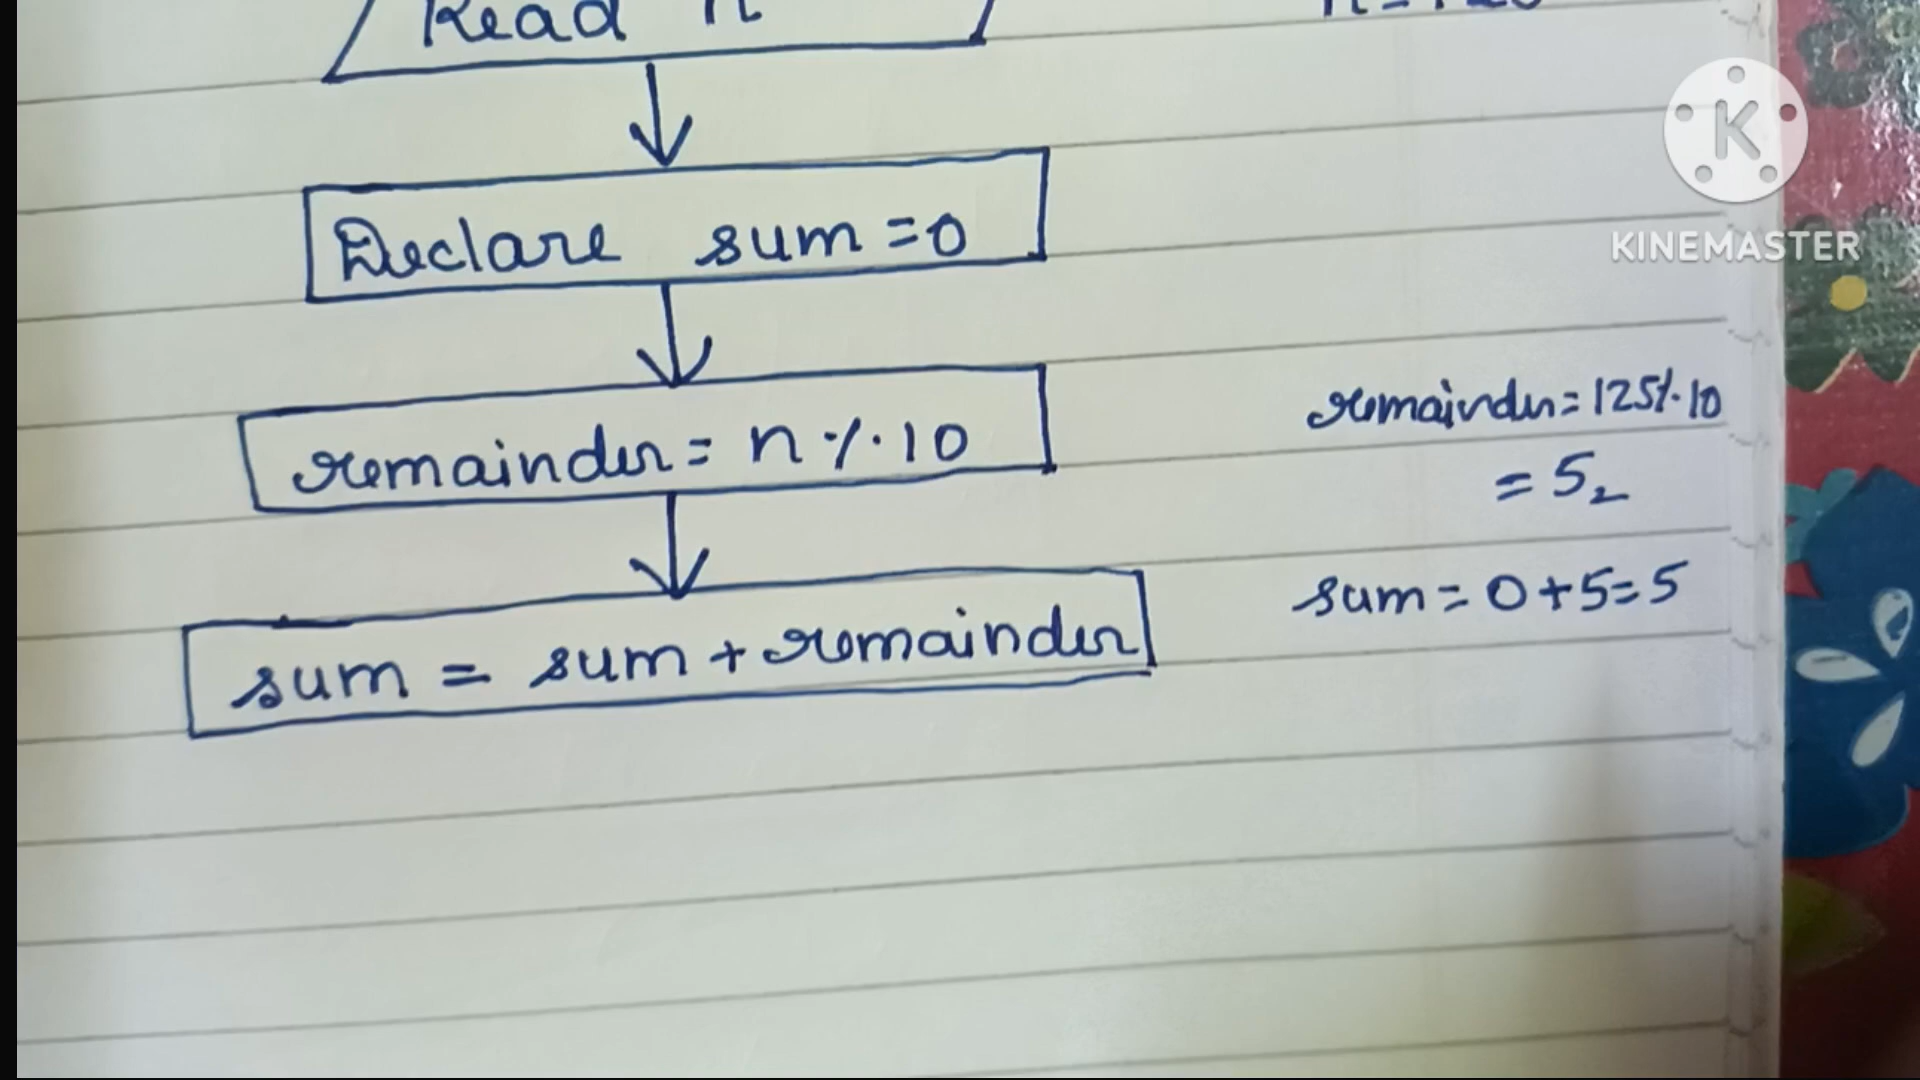 Read n
Declare sum = 0
remainder = n % 10
sum = sum + remainder
remainder = 125 % 10
= 5
sum = 0 + 5 = 5
K
KINEMASTER